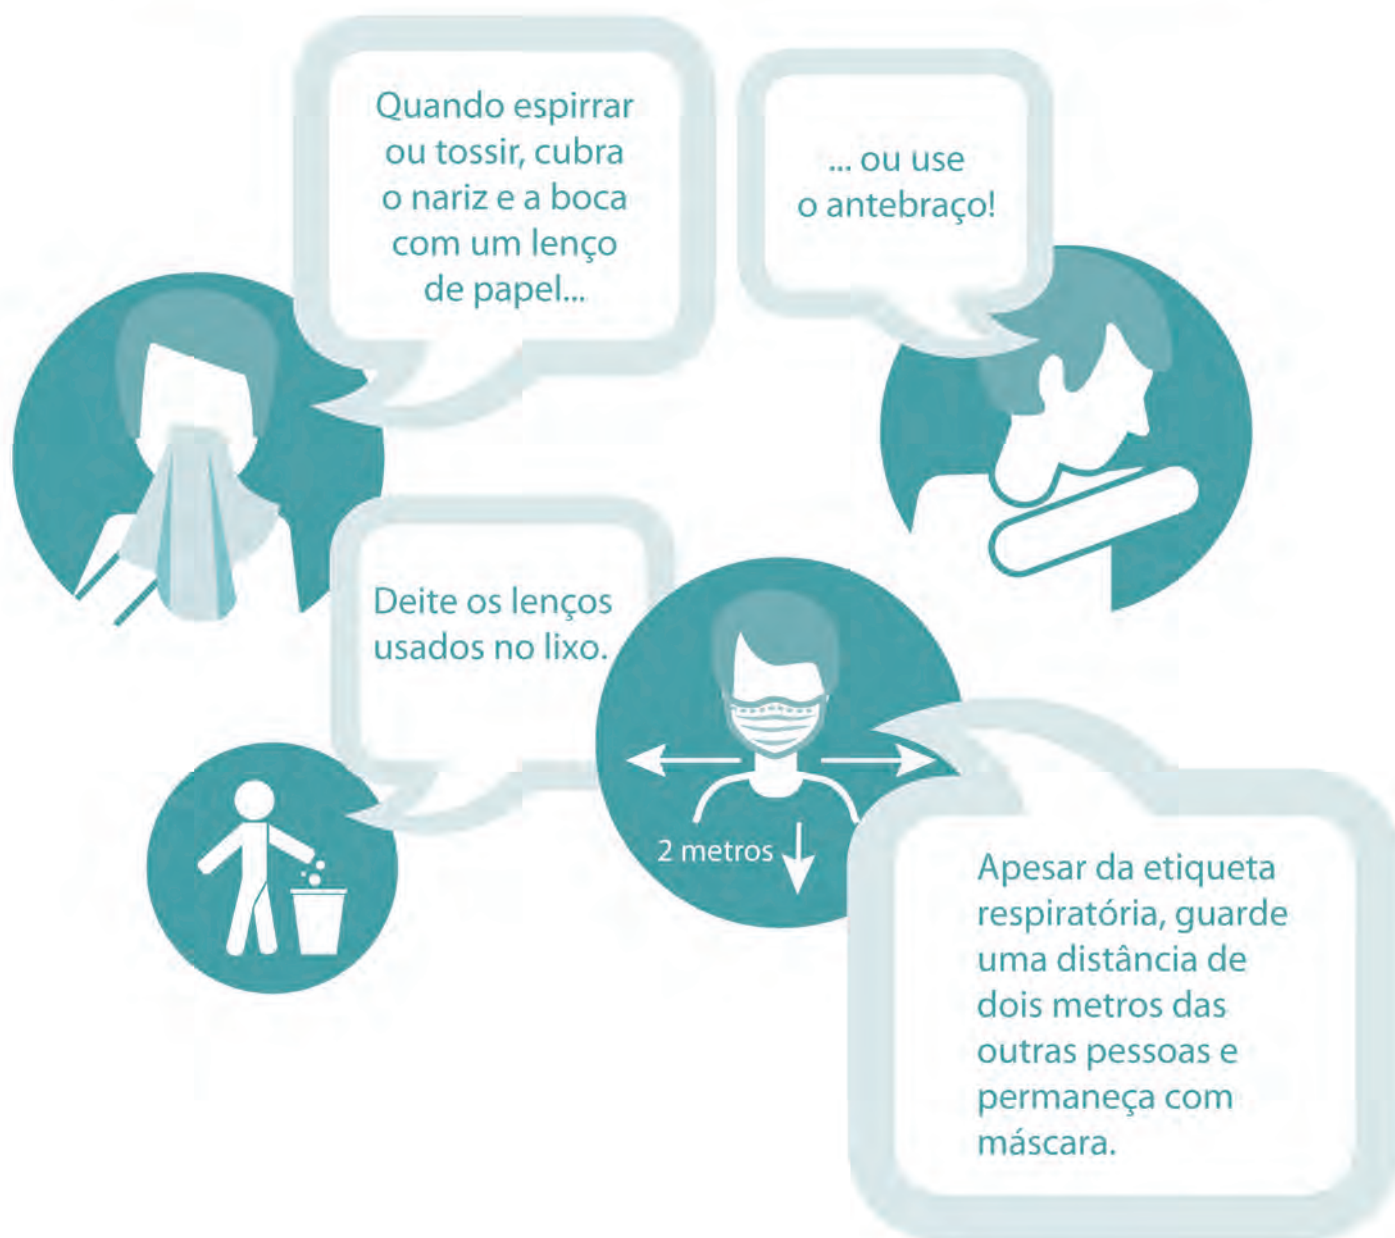 Quando espirrar
ou tossir, cubra
o nariz e a boca
com um lenço
de papel...
... ou use
o antebraço!
Deite os lenços
usados no lixo.
2 metros
Apesar da etiqueta
respiratória, guarde
uma distância de
dois metros das
outras pessoas e
permaneça com
máscara.